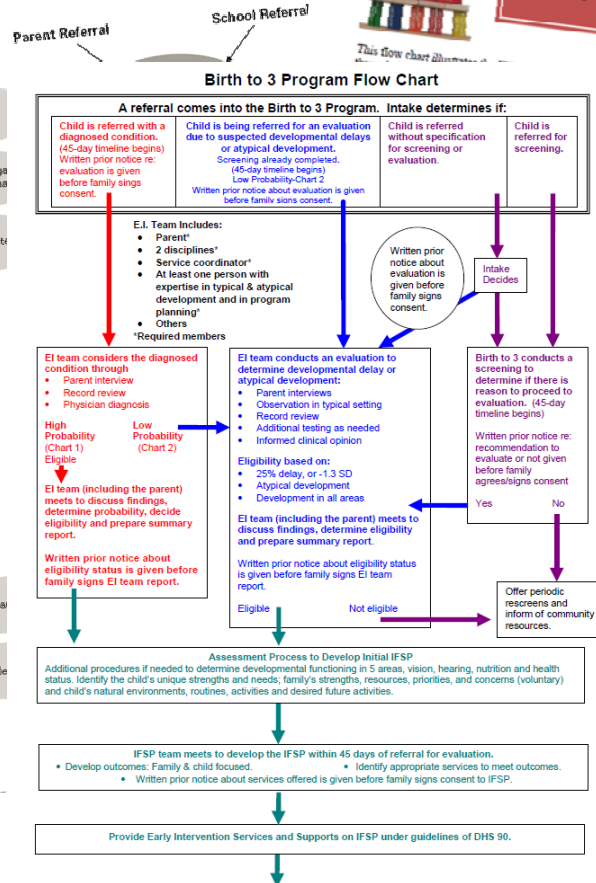 Parent Referral
School Referral
This flow chart illustrates the
Birth to 3 Program Flow Chart
A referral comes into the Birth to 3 Program. Intake determines if:
Child is referred with a
diagnosed condition.
(45-day timeline begins)
Written prior notice re:
evaluation is given
before family sings
consent.
Child is being referred for an evaluation
due to suspected developmental delays
or atypical development.
Screening already completed.
(45-day timeline begins)
Low Probability-Chart 2
Written prior notice about evaluation is given
before family signs consent.
Child is referred
without specification
for screening or
evaluation.
Child is
referred for
screening.
E.I. Team Includes:
• Parent*
• 2 disciplines*
• Service coordinator*
• At least one person with
expertise in typical & atypical
development and in program
planning*
• Others
*Required members
Written prior
notice about
evaluation is
given before
family signs
consent.
Intake
Decides
EI team considers the diagnosed
condition through
• Parent interview
• Record review
• Physician diagnosis
High
Probability
(Chart 1)
Eligible
Low
Probability
(Chart 2)
EI team (including the parent)
meets to discuss findings,
determine probability, decide
eligibility and prepare summary
report.
Written prior notice about
eligibility status is given before
family signs EI team report.
EI team conducts an evaluation to
determine developmental delay or
atypical development:
• Parent interviews
• Observation in typical setting
• Record review
• Additional testing as needed
• Informed clinical opinion
Eligibility based on:
• 25% delay, or -1.3 SD
• Atypical development
• Development in all areas
EI team (including the parent) meets to
discuss findings, determine eligibility
and prepare summary report.
Written prior notice about eligibility status
is given before family signs EI team
report.
Eligible Not eligible
Birth to 3 conducts a
screening to
determine if there is
reason to proceed to
evaluation. (45-day
timeline begins)
Written prior notice re:
recommendation to
evaluate or not given
before family
agrees/signs consent
Yes No
Offer periodic
rescreens and
inform of community
resources.
Assessment Process to Develop Initial IFSP
Additional procedures if needed to determine developmental functioning in 5 areas, vision, hearing, nutrition and health
status. Identify the child's unique strengths and needs; family's strengths, resources, priorities, and concerns (voluntary)
and child's natural environments, routines, activities and desired future activities.
IFSP team meets to develop the IFSP within 45 days of referral for evaluation.
• Develop outcomes: Family & child focused. • Identify appropriate services to meet outcomes.
• Written prior notice about services offered is given before family signs consent to IFSP.
Provide Early Intervention Services and Supports on IFSP under guidelines of DHS 90.